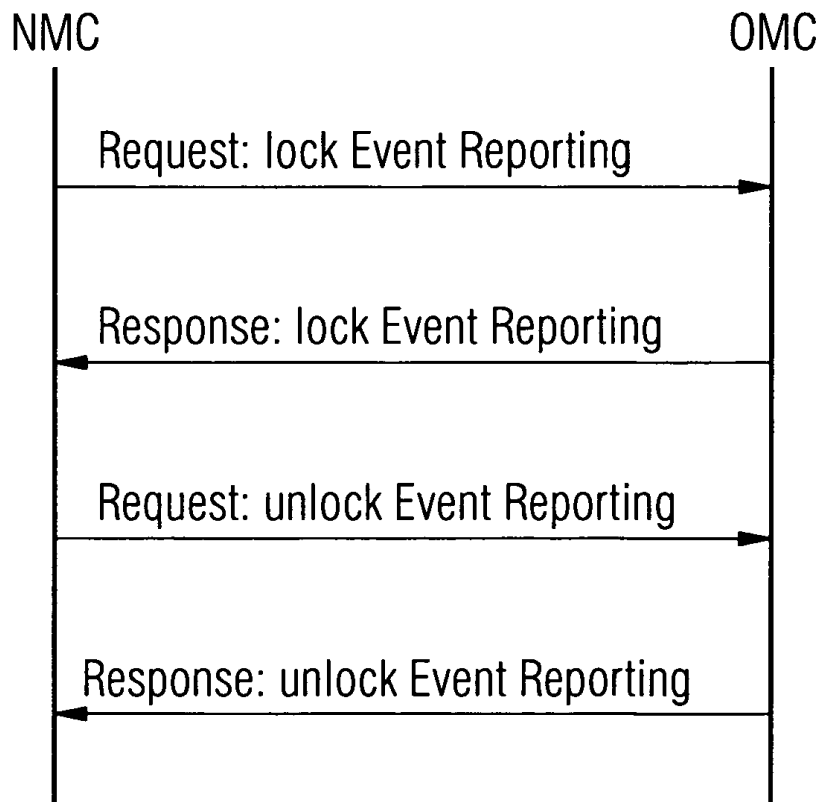 NMC
OMC
Request: lock Event Reporting
Response: lock Event Reporting
Request: unlock Event Reporting
Response: unlock Event Reporting